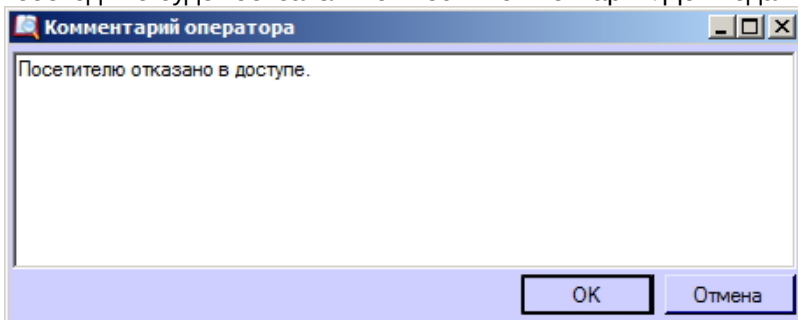 Комментарий оператора
Посетителю отказано в доступе.
OK
Отмена